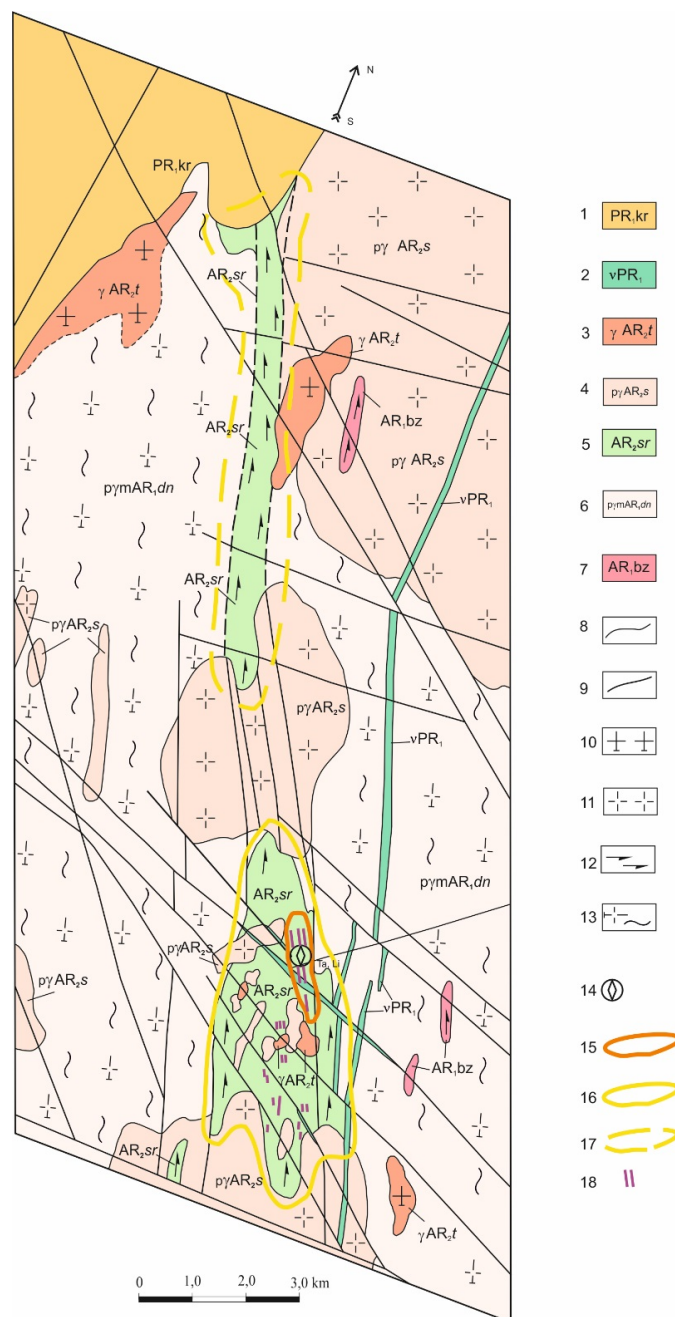 N
S
PR₁kr
AR₂sr
pγ AR₂s
γ AR₂t
γ AR₂t
AR₂sr
AR₁bz
pγ AR₂s
pγmAR₁dn
νPR₁
AR₂sr
pγAR₂s
pγAR₂s
νPR₁
AR₂sr
pγmAR₁dn
pγAR₂s
Ta, Li
pγAR₂s
AR₂sr
νPR₁
AR₁bz
γAR₂t
AR₂sr
pγAR₂s
γAR₂t
0 1,0 2,0 3,0 km
1 PR₁kr
2 νPR₁
3 γ AR₂t
4 pγAR₂s
5 AR₂sr
6 pγmAR₁dn
7 AR₁bz
8
9
10
11
12
13
14
15
16
17
18